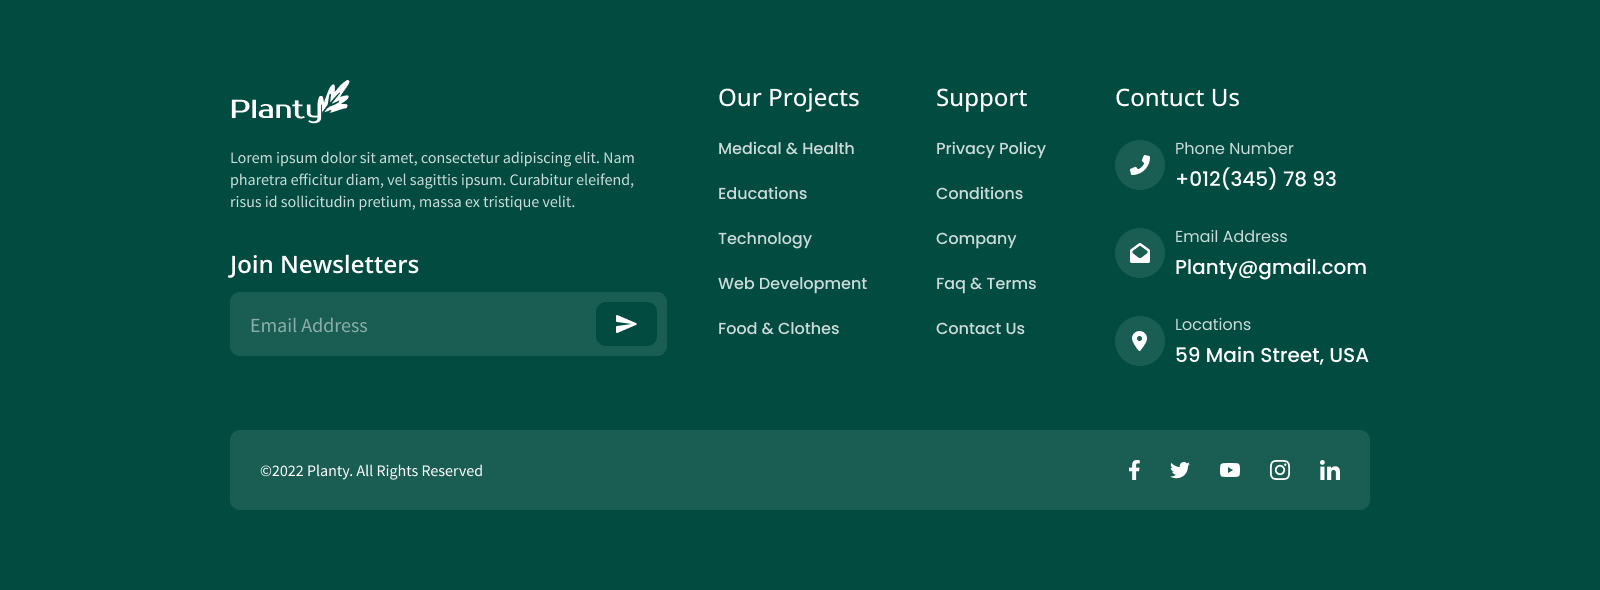 Planty
Lorem ipsum dolor sit amet, consectetur adipiscing elit. Nam
pharetra efficitur diam, vel sagittis ipsum. Curabitur eleifend,
risus id sollicitudin pretium, massa ex tristique velit.
Join Newsletters
Email Address
Our Projects
Medical & Health
Educations
Technology
Web Development
Food & Clothes
Support
Privacy Policy
Conditions
Company
Faq & Terms
Contact Us
Contuct Us
Phone Number
+012(345) 78 93
Email Address
Planty@gmail.com
Locations
59 Main Street, USA
©2022 Planty. All Rights Reserved